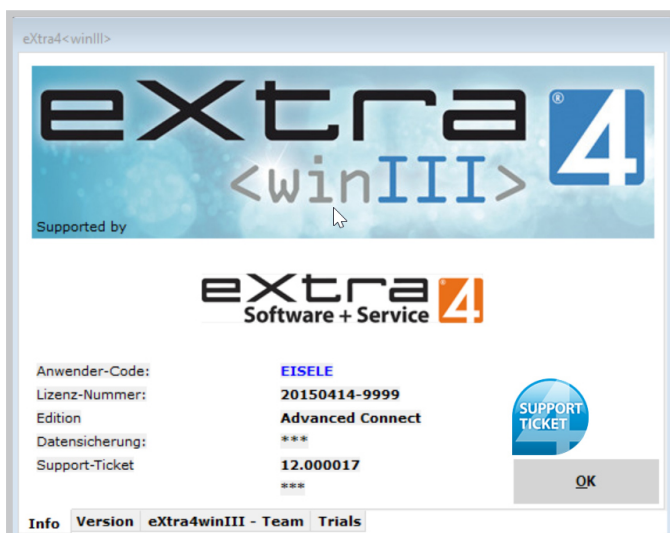 eXtra4<winIII>
eXtra 4 ®
<winIII>
Supported by
eXtra 4
Software + Service
Anwender-Code: EISELE
Lizenz-Nummer: 20150414-9999
Edition Advanced Connect
Datensicherung: ***
Support-Ticket 12.000017
***
SUPPORT
TICKET
4
OK
Info Version eXtra4winIII - Team Trials